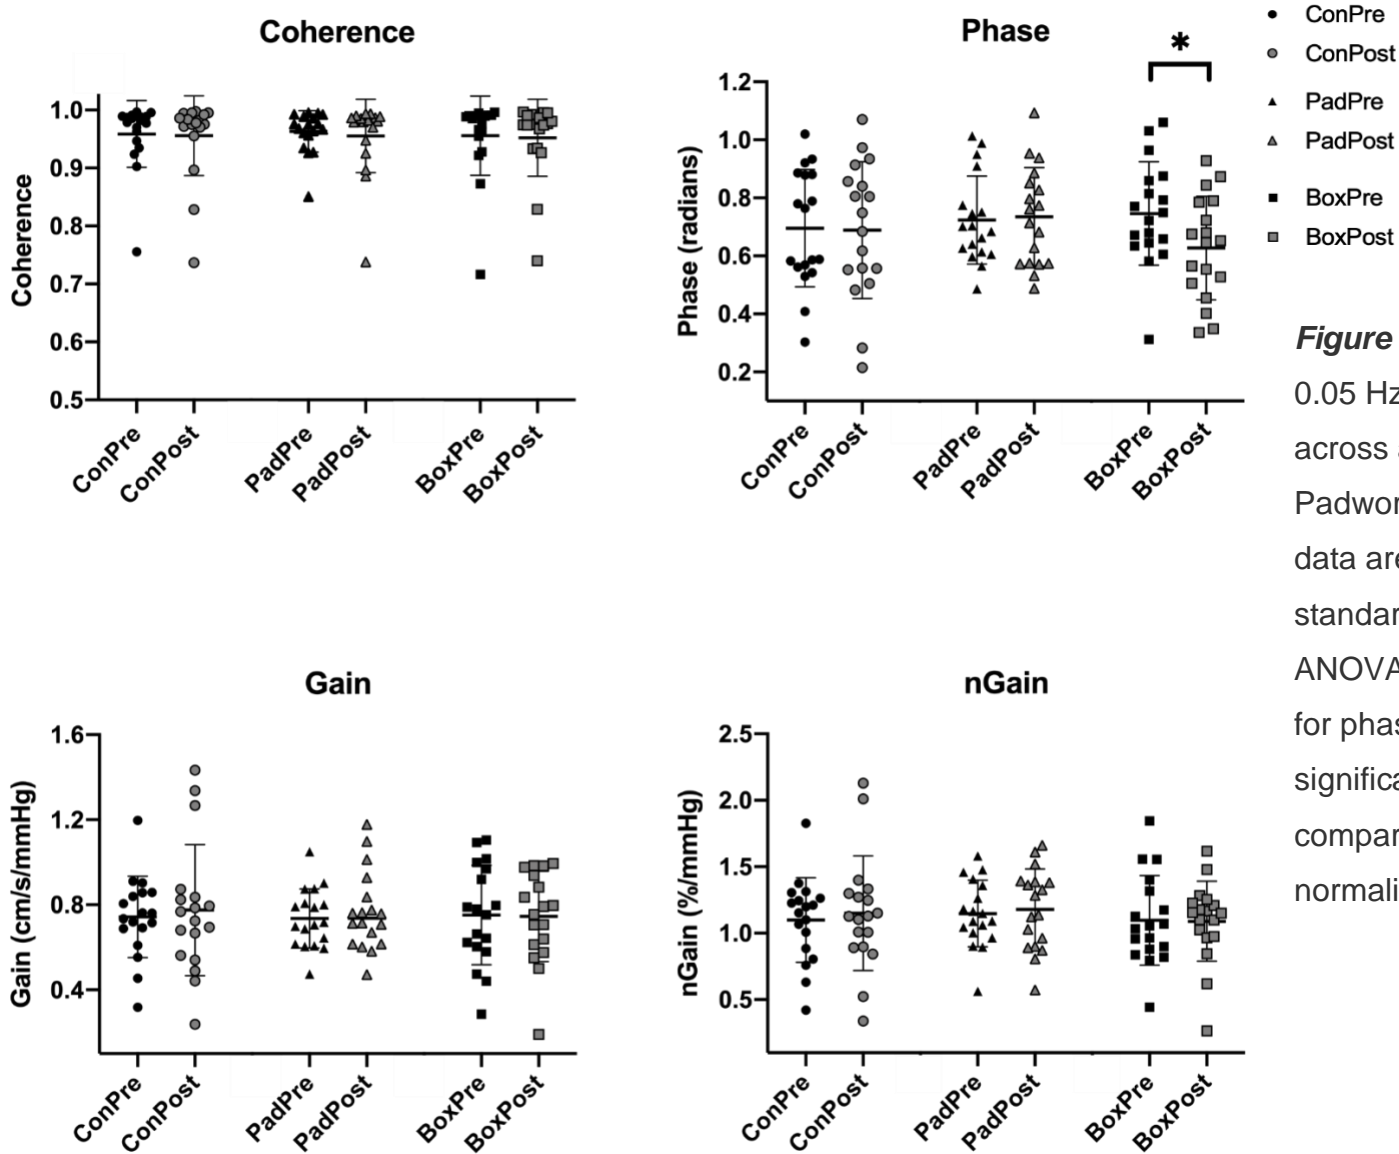 Coherence
Coherence
1.0
0.9
0.8
0.7
0.6
0.5
ConPre
ConPost
PadPre
PadPost
BoxPre
BoxPost
Phase
*
Phase (radians)
1.2
1.0
0.8
0.6
0.4
0.2
ConPre
ConPost
PadPre
PadPost
BoxPre
BoxPost
ConPre
ConPost
PadPre
PadPost
BoxPre
BoxPost
Figure
0.05 Hz
across
Padwor
data are
standar
ANOVA
for phas
significa
compar
normali
Gain
Gain (cm/s/mmHg)
1.6
1.2
0.8
0.4
ConPre
ConPost
PadPre
PadPost
BoxPre
BoxPost
nGain
nGain (%/mmHg)
2.5
2.0
1.5
1.0
0.5
ConPre
ConPost
PadPre
PadPost
BoxPre
BoxPost